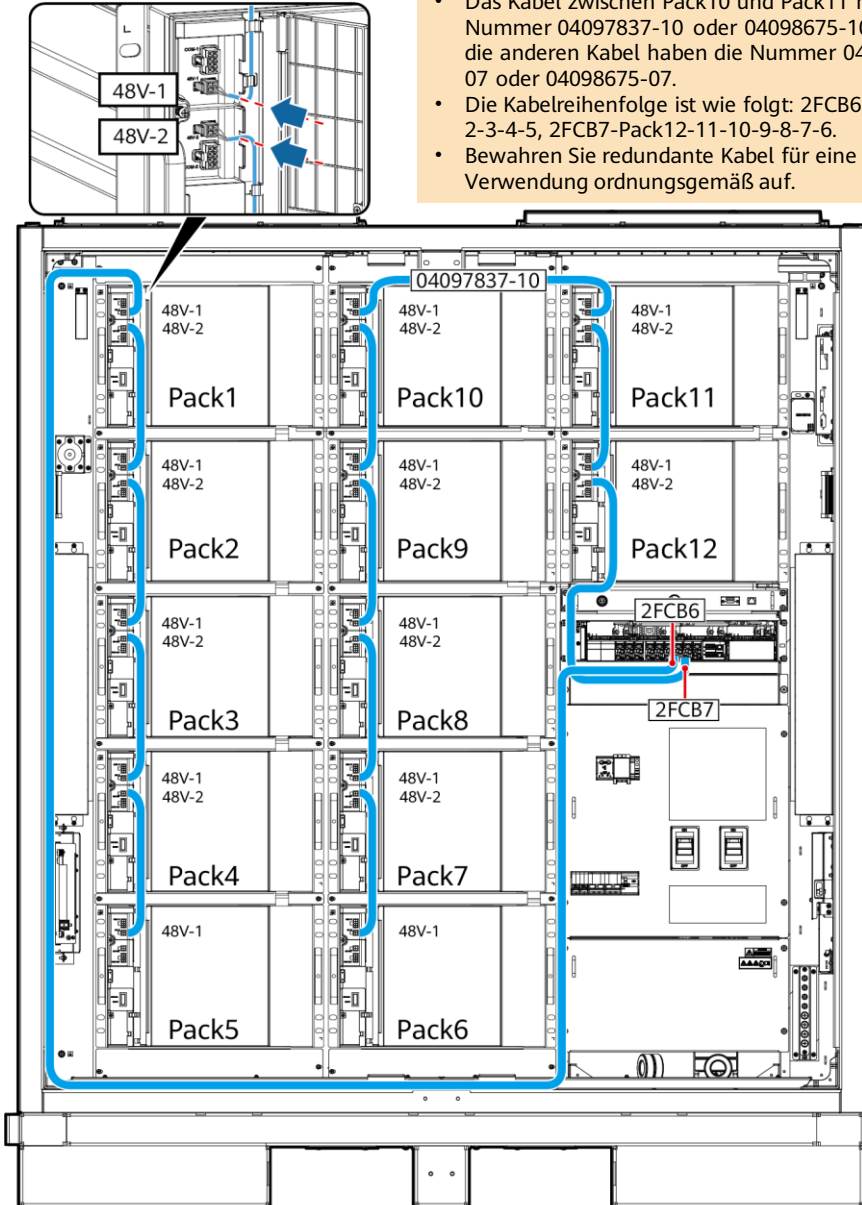 Das Kabel zwischen Pack10 und Pack11
Nummer 04097837-10 oder 04098675-10
die anderen Kabel haben die Nummer 04
07 oder 04098675-07.
• Die Kabelreihenfolge ist wie folgt: 2FCB6
2-3-4-5, 2FCB7-Pack12-11-10-9-8-7-6.
• Bewahren Sie redundante Kabel für eine
Verwendung ordnungsgemäß auf.
L
48V-1
48V-2
04097837-10
48V-1
48V-2
Pack1
48V-1
48V-2
Pack10
48V-1
48V-2
Pack11
48V-1
48V-2
Pack2
48V-1
48V-2
Pack9
48V-1
48V-2
Pack12
2FCB6
48V-1
48V-2
Pack3
48V-1
48V-2
Pack8
2FCB7
48V-1
48V-2
Pack4
48V-1
48V-2
Pack7
48V-1
Pack5
48V-1
Pack6